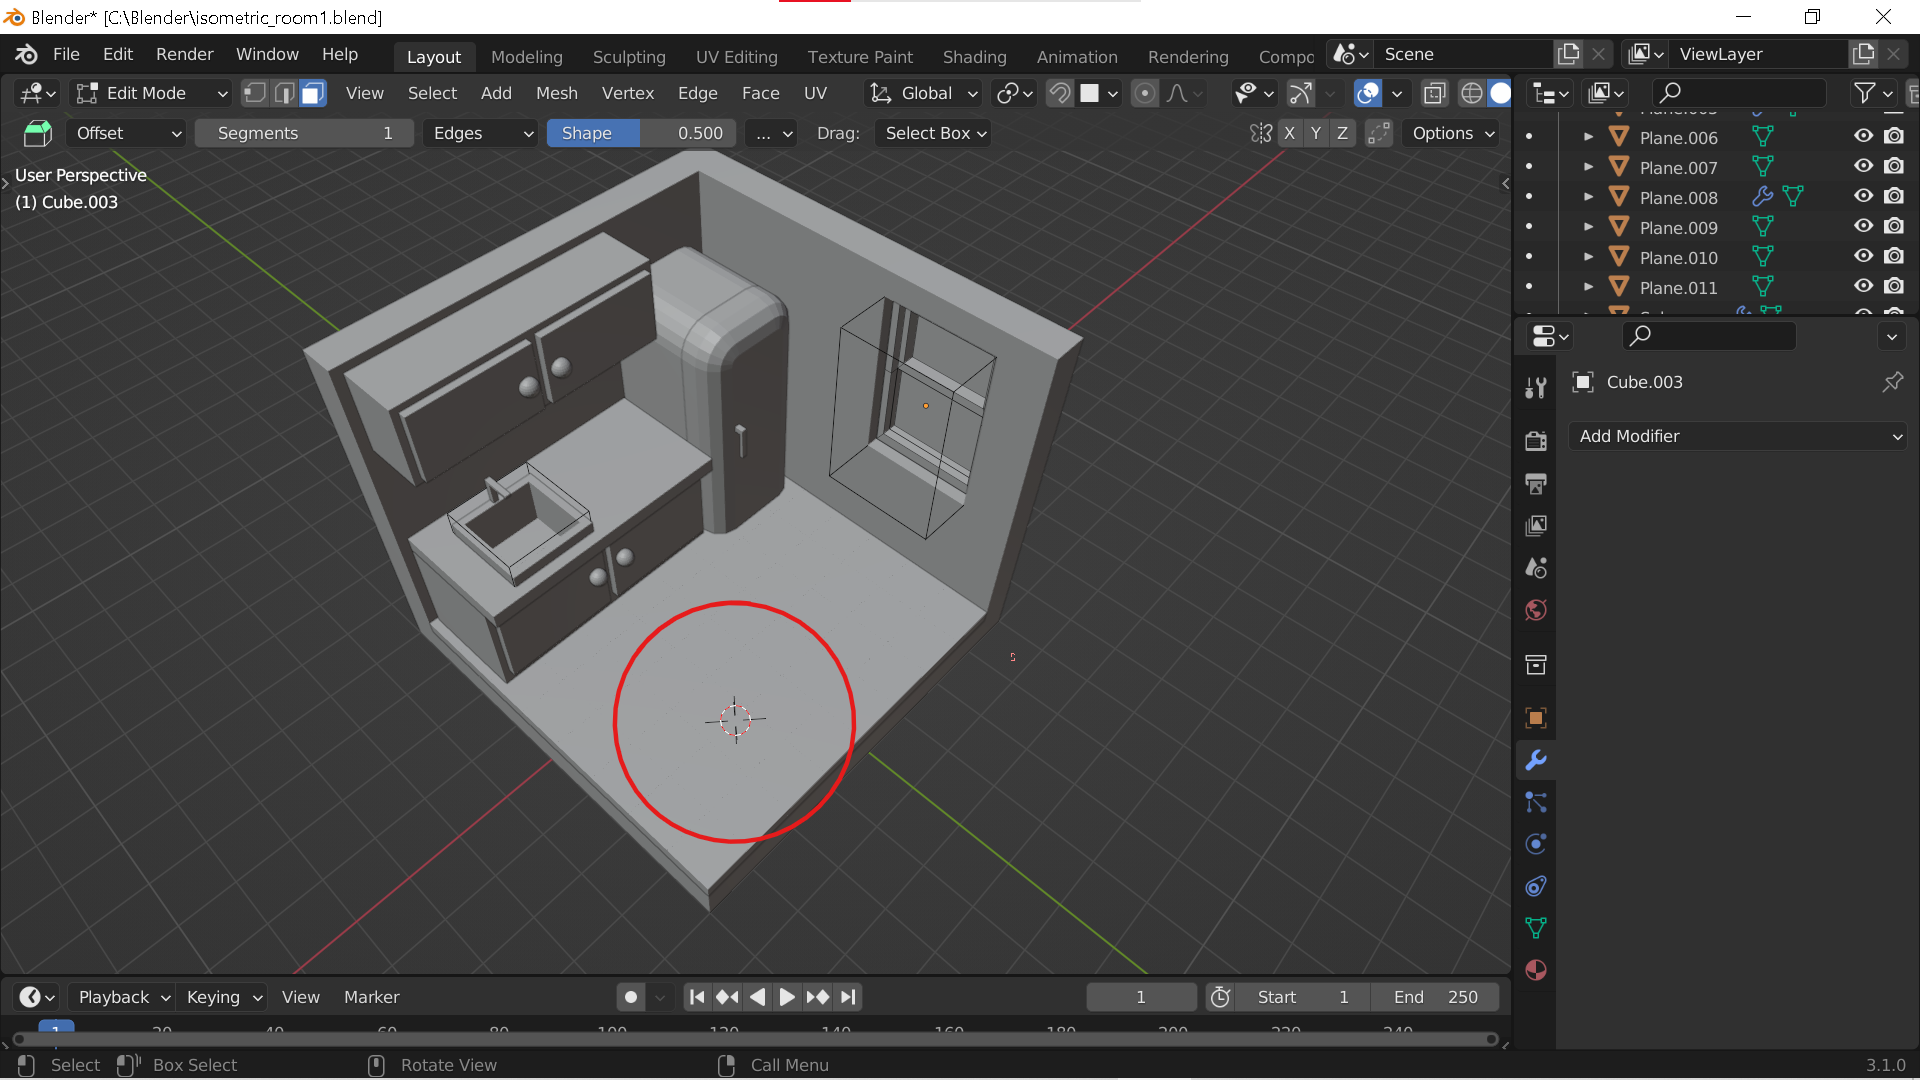 Blender* [C:\Blender\isometric_room1.blend]
File Edit Render Window Help Layout Modeling Sculpting UV Editing Texture Paint Shading Animation Rendering Compo Scene ViewLayer
Edit Mode View Select Add Mesh Vertex Edge Face UV Global
Offset Segments 1 Edges Shape 0.500 ... Drag: Select Box X Y Z Options
User Perspective
(1) Cube.003
Plane.006
Plane.007
Plane.008
Plane.009
Plane.010
Plane.011
Cube.003
Add Modifier
Playback Keying View Marker 1 Start 1 End 250
1 20 40 60 80 100 120 140 160 180 200 220 240
Select Box Select Rotate View Call Menu 3.1.0